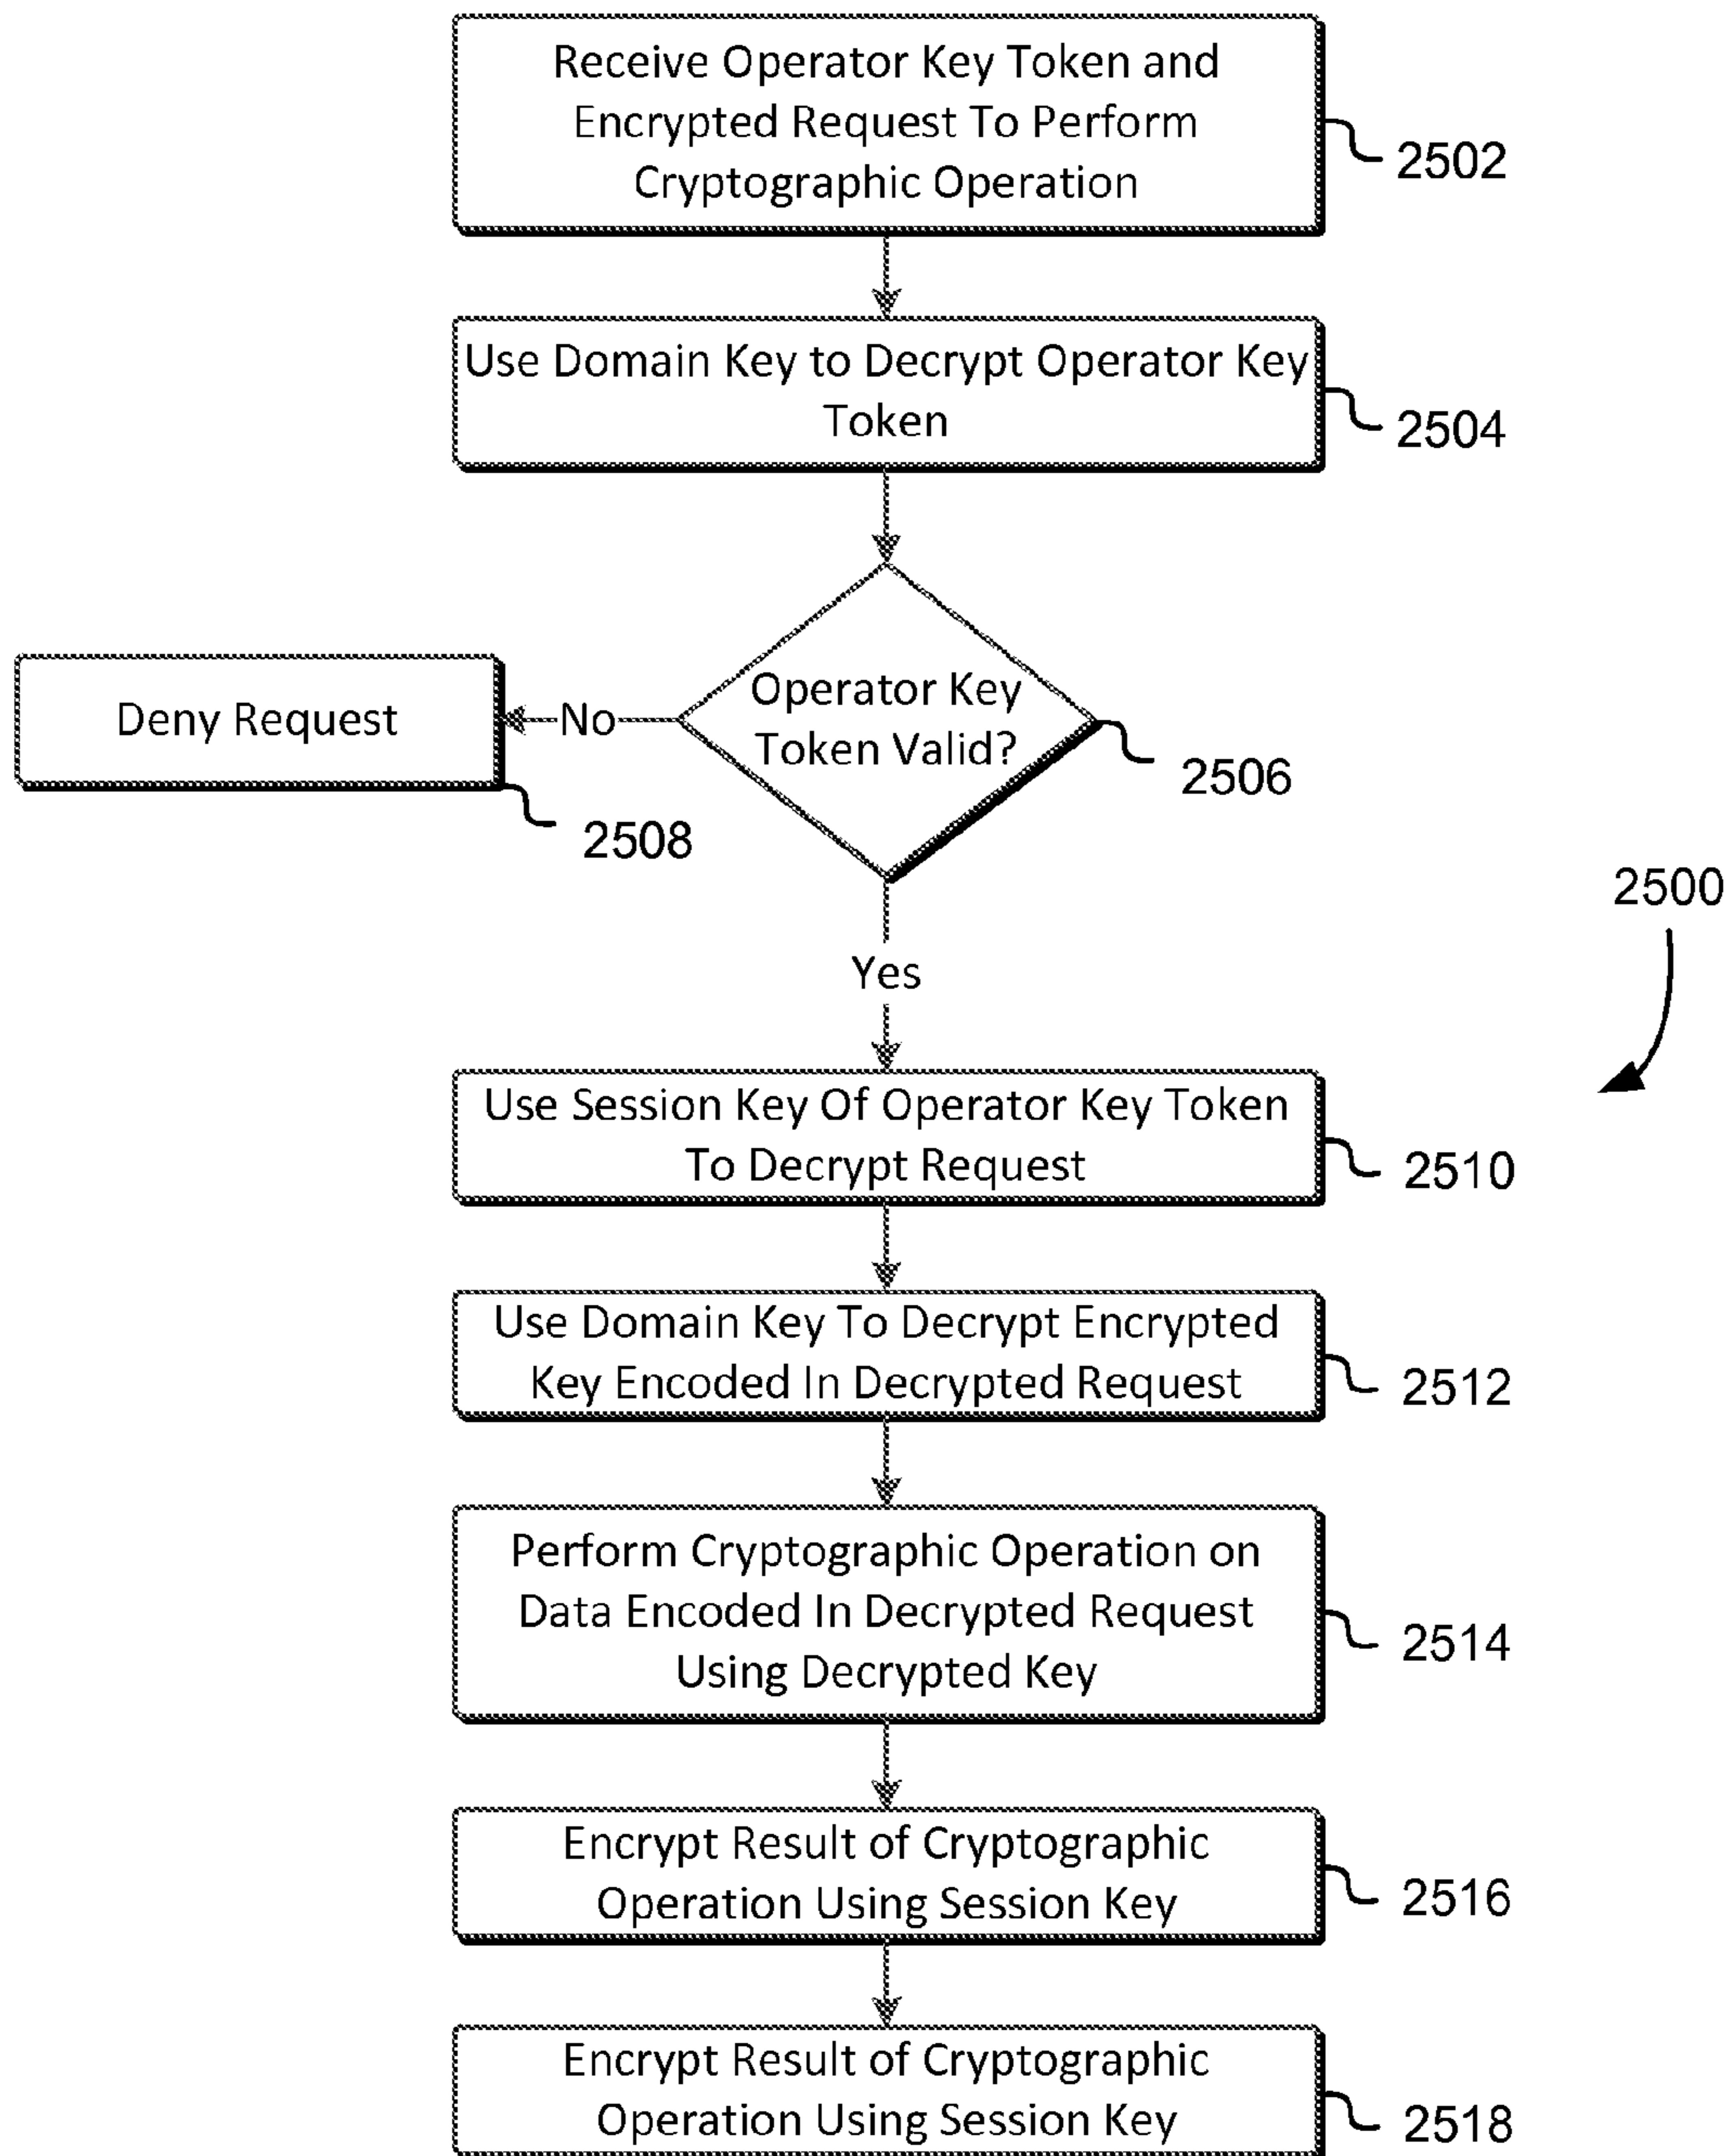 Receive Operator Key Token and
Encrypted Request To Perform
Cryptographic Operation
2502
Use Domain Key to Decrypt Operator Key
Token
2504
Operator Key
Token Valid?
2506
No
Deny Request
2508
2500
Yes
Use Session Key Of Operator Key Token
To Decrypt Request
2510
Use Domain Key To Decrypt Encrypted
Key Encoded In Decrypted Request
2512
Perform Cryptographic Operation on
Data Encoded In Decrypted Request
Using Decrypted Key
2514
Encrypt Result of Cryptographic
Operation Using Session Key
2516
Encrypt Result of Cryptographic
Operation Using Session Key
2518